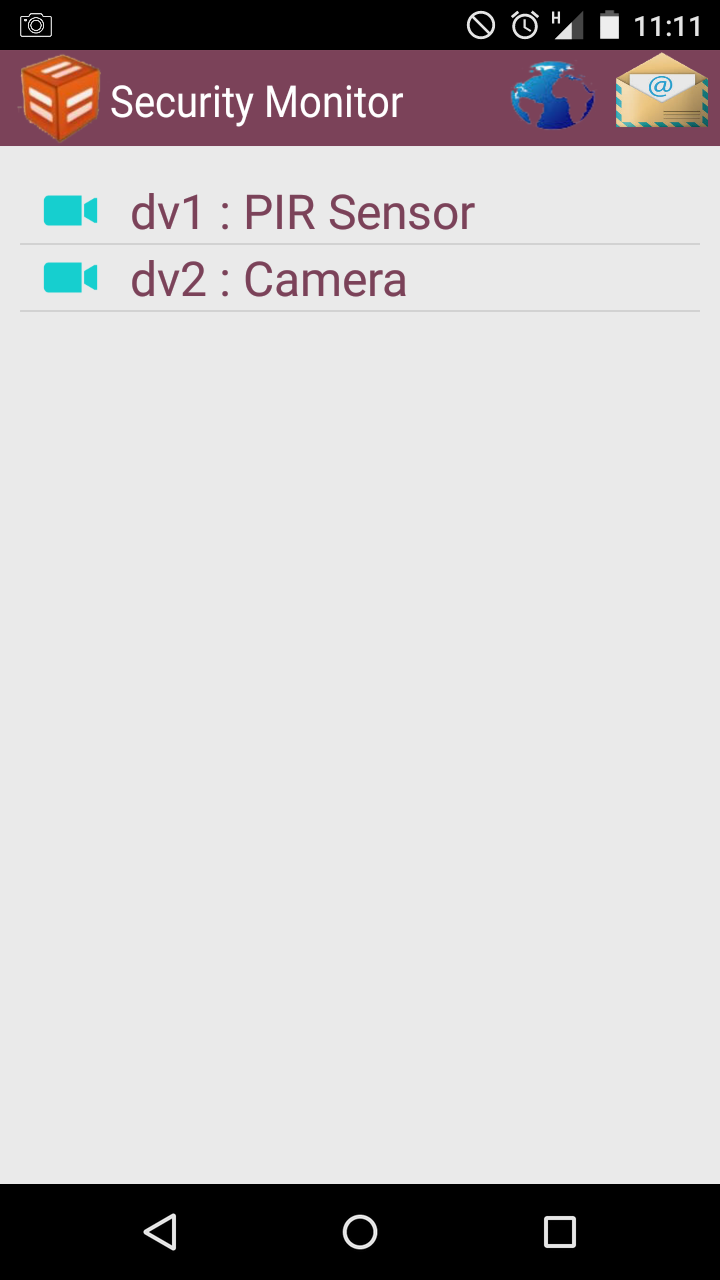 H 11:11
Security Monitor @
dv1 : PIR Sensor
dv2 : Camera